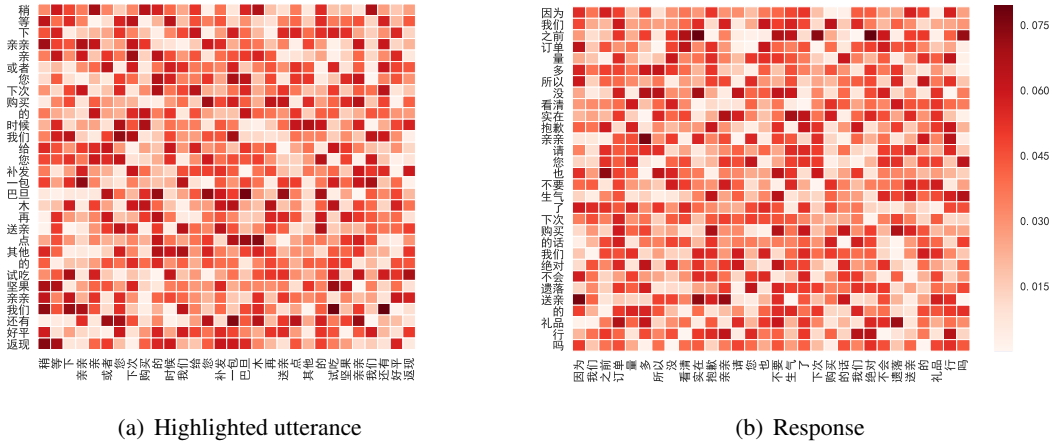 稍
等
下
亲亲
亲
或者
您
下次
购买
的
时候
我们
给
您
补发
一包
巴旦
木
再
送亲
点
其他
的
试吃
坚果
亲亲
我们
还有
好平
返现
稍 等 下 亲亲 亲 或者 您 下次 购买 的 时候 我们 给 您 补发 一包 巴旦 木 再 送亲 点 其他 的 试吃 坚果 亲亲 我们 还有 好平 返现
(a) Highlighted utterance
因为
我们
之前
订单
量
多
所以
没
看清
实在
抱歉
亲亲
请
您
也
不要
生气
了
下次
购买
的话
我们
绝对
不会
遗落
送亲
的
礼品
行
吗
因为 我们 之前 订单 量 多 所以 没 看清 实在 抱歉 亲亲 请 您 也 不要 生气 了 下次 购买 的话 我们 绝对 不会 遗落 送亲 的 礼品 行 吗
0.075
0.060
0.045
0.030
0.015
(b) Response